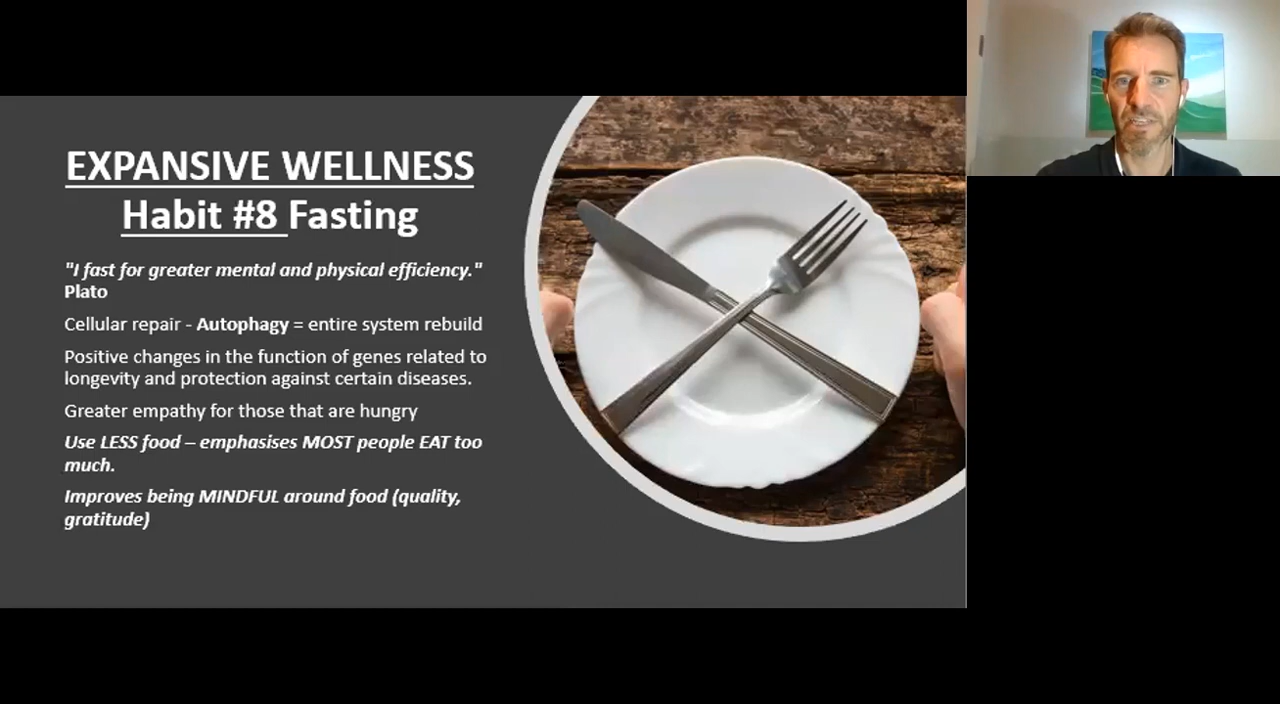 EXPANSIVE WELLNESS
Habit #8 Fasting
"I fast for greater mental and physical efficiency."
Plato
Cellular repair - Autophagy = entire system rebuild
Positive changes in the function of genes related to
longevity and protection against certain diseases.
Greater empathy for those that are hungry
Use LESS food – emphasises MOST people EAT too
much.
Improves being MINDFUL around food (quality,
gratitude)